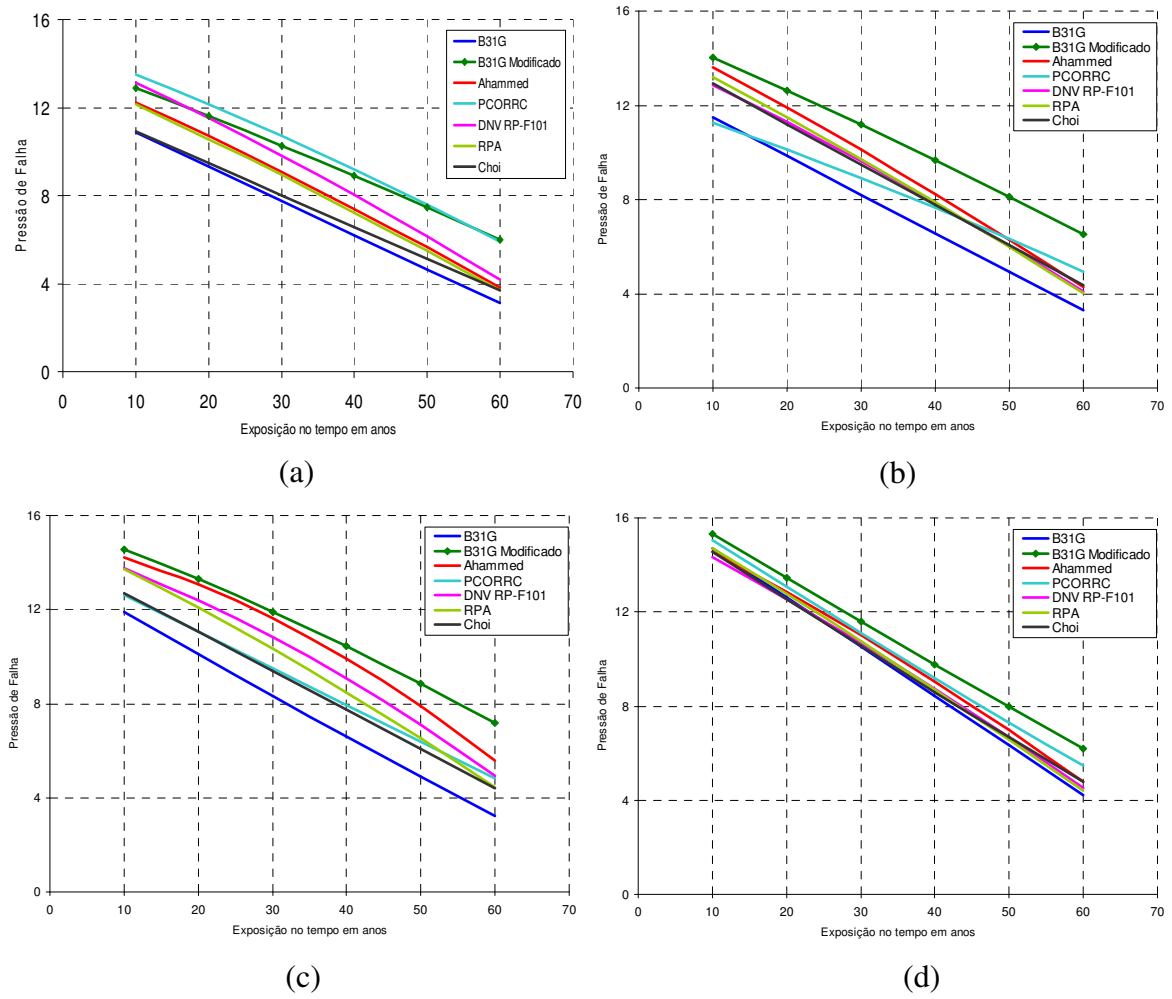 16
12
8
4
0
Pressão de Falha
0 10 20 30 40 50 60 70
Exposição no tempo em anos
B31G
B31G Modificado
Ahammed
PCORRC
DNV RP-F101
RPA
Choi
(a)
16
12
8
4
0
Pressão de Falha
0 10 20 30 40 50 60 70
Exposição no tempo em anos
B31G
B31G Modificado
Ahammed
PCORRC
DNV RP-F101
RPA
Choi
(b)
16
12
8
4
0
Pressão de Falha
0 10 20 30 40 50 60 70
Exposição no tempo em anos
B31G
B31G Modificado
Ahammed
PCORRC
DNV RP-F101
RPA
Choi
(c)
16
12
8
4
0
Pressão de Falha
0 10 20 30 40 50 60 70
Exposição no tempo em anos
B31G
B31G Modificado
Ahammed
PCORRC
DNV RP-F101
RPA
Choi
(d)